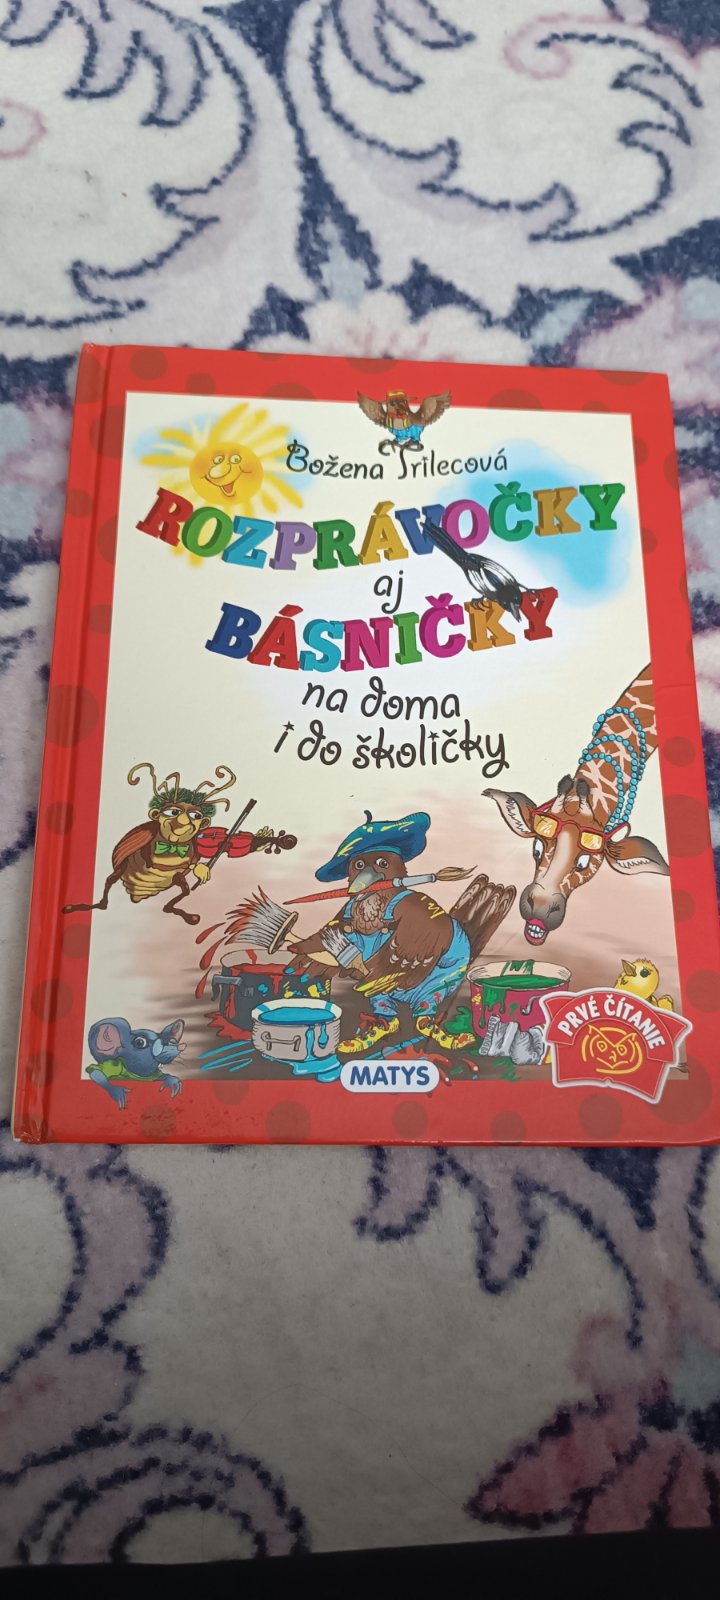 Božena Trilecová
ROZPRÁVOČKY
aj
BÁSNIČKY
na doma
i do školičky
PRVÉ ČÍTANIE
MATYS